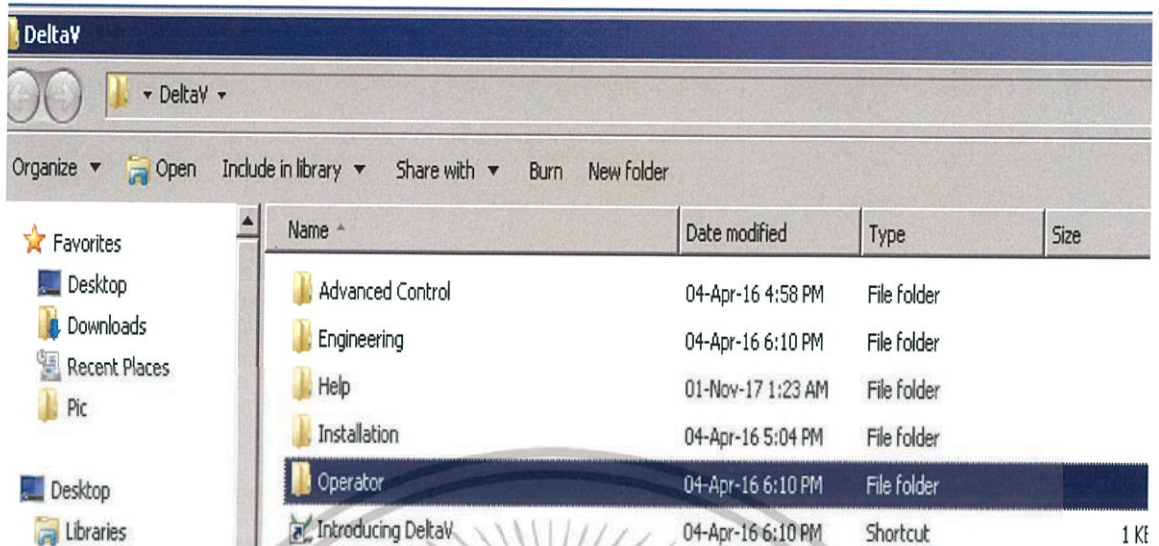 DeltaV
DeltaV
Organize Open Include in library Share with Burn New folder
Name Date modified Type Size
Favorites
Desktop
Downloads
Recent Places
Pic
Desktop
Libraries
Advanced Control 04-Apr-16 4:58 PM File folder
Engineering 04-Apr-16 6:10 PM File folder
Help 01-Nov-17 1:23 AM File folder
Installation 04-Apr-16 5:04 PM File folder
Operator 04-Apr-16 6:10 PM File folder
Introducing DeltaV 04-Apr-16 6:10 PM Shortcut 1